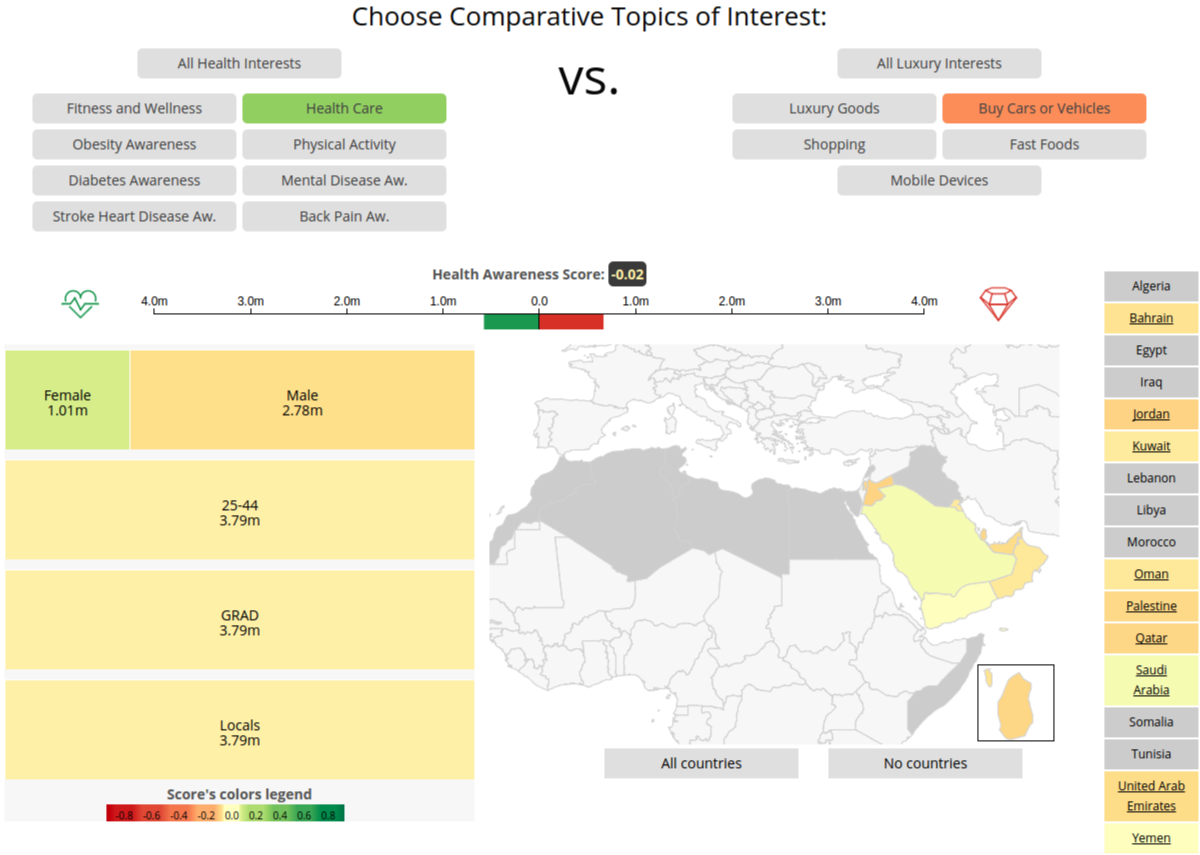 Choose Comparative Topics of Interest:
All Health Interests
Fitness and Wellness
Health Care
Obesity Awareness
Physical Activity
Diabetes Awareness
Mental Disease Aw.
Stroke Heart Disease Aw.
Back Pain Aw.
vs.
All Luxury Interests
Luxury Goods
Buy Cars or Vehicles
Shopping
Fast Foods
Mobile Devices
Health Awareness Score: -0.02
4.0m 3.0m 2.0m 1.0m 0.0 1.0m 2.0m 3.0m 4.0m
Female
1.01m
Male
2.78m
25-44
3.79m
GRAD
3.79m
Locals
3.79m
Score's colors legend
-0.8 -0.6 -0.4 -0.2 0.0 0.2 0.4 0.6 0.8
All countries
No countries
Algeria
Bahrain
Egypt
Iraq
Jordan
Kuwait
Lebanon
Libya
Morocco
Oman
Palestine
Qatar
Saudi
Arabia
Somalia
Tunisia
United Arab
Emirates
Yemen